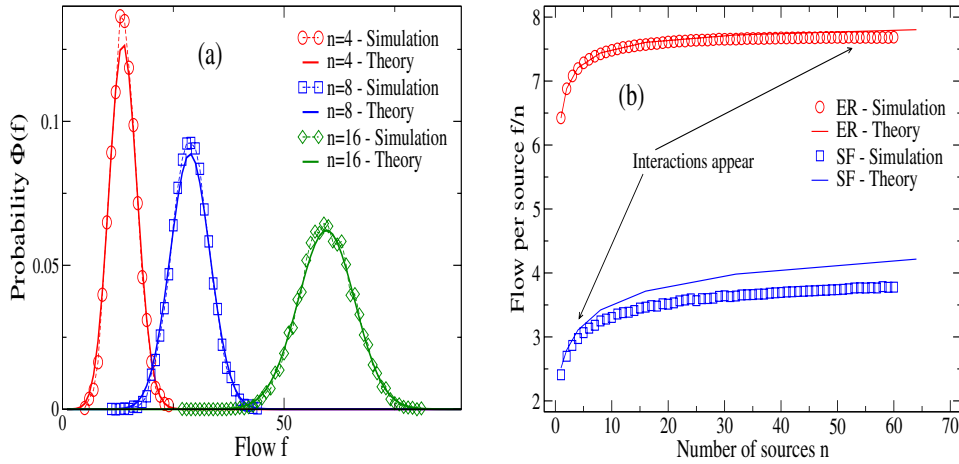 (a)
n=4 - Simulation
n=4 - Theory
n=8 - Simulation
n=8 - Theory
n=16 - Simulation
n=16 - Theory
Probability Φ(f)
0.1
0.05
0
0
50
Flow f
(b)
ER - Simulation
ER - Theory
SF - Simulation
SF - Theory
Interactions appear
Flow per source f/n
8
7
6
5
4
3
2
0
10
20
30
40
50
60
70
Number of sources n